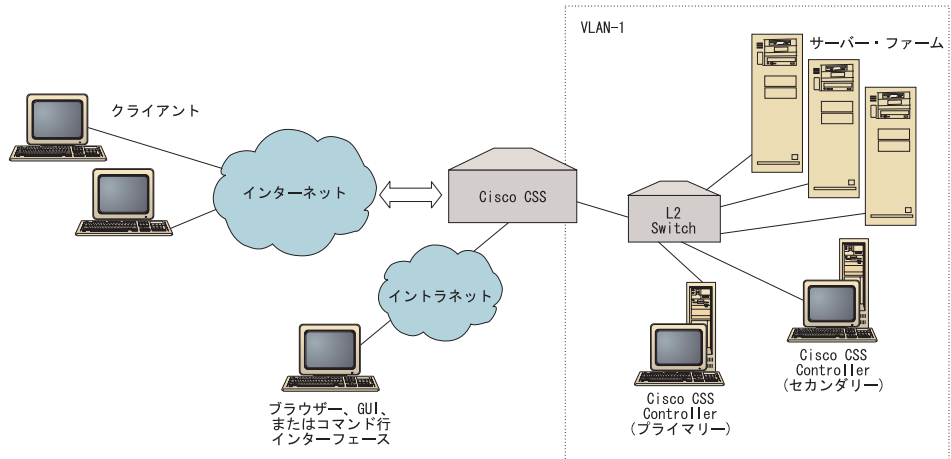 VLAN-1
サーバー・ファーム
クライアント
インターネット
Cisco CSS
L2
Switch
イントラネット
ブラウザー、GUI、
またはコマンド行
インターフェース
Cisco CSS
Controller
(プライマリー)
Cisco CSS
Controller
(セカンダリー)